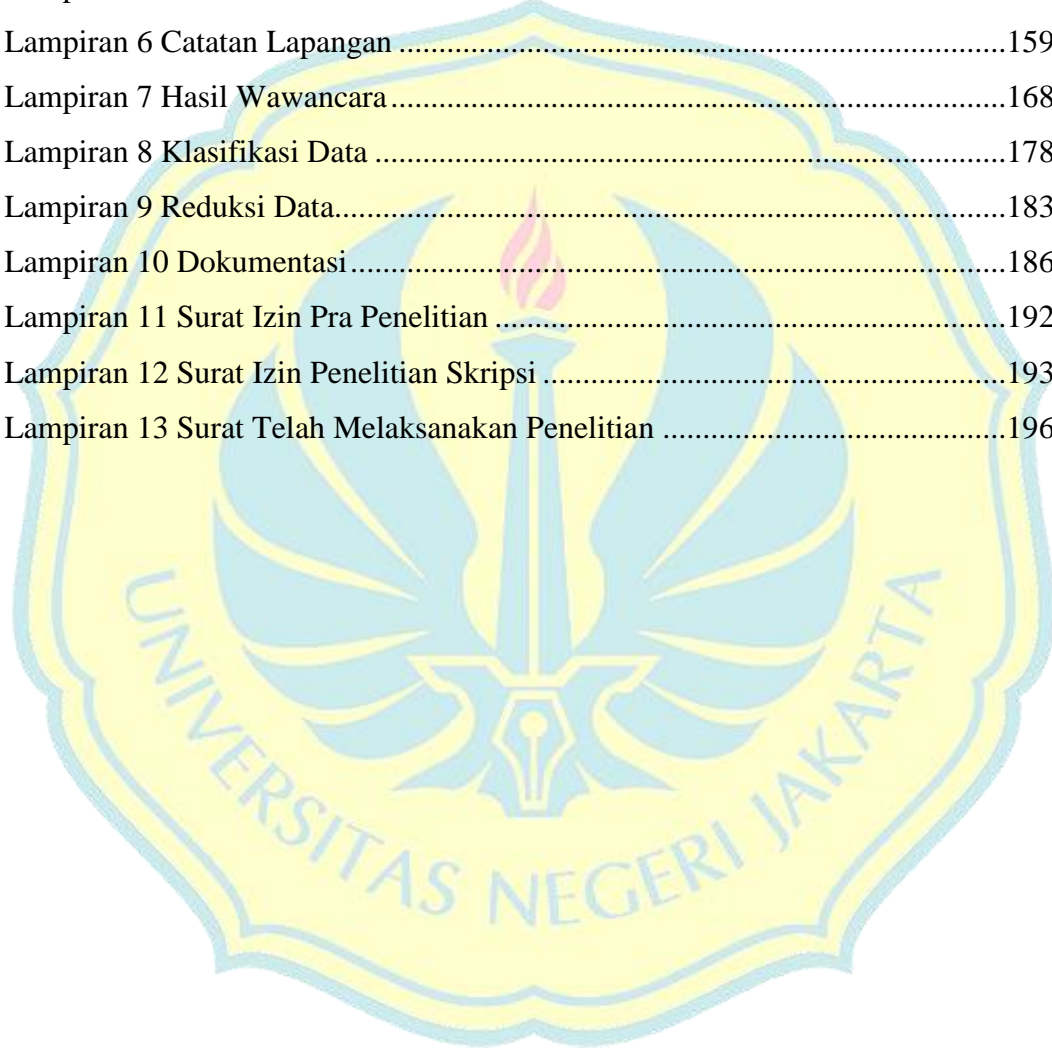 Lampiran 6 Catatan Lapangan ..............................................................................159
Lampiran 7 Hasil Wawancara ...............................................................................168
Lampiran 8 Klasifikasi Data .................................................................................178
Lampiran 9 Reduksi Data......................................................................................183
Lampiran 10 Dokumentasi....................................................................................186
Lampiran 11 Surat Izin Pra Penelitian .................................................................192
Lampiran 12 Surat Izin Penelitian Skripsi ...........................................................193
Lampiran 13 Surat Telah Melaksanakan Penelitian ............................................196
UNIVERSITAS NEGERI JAKARTA